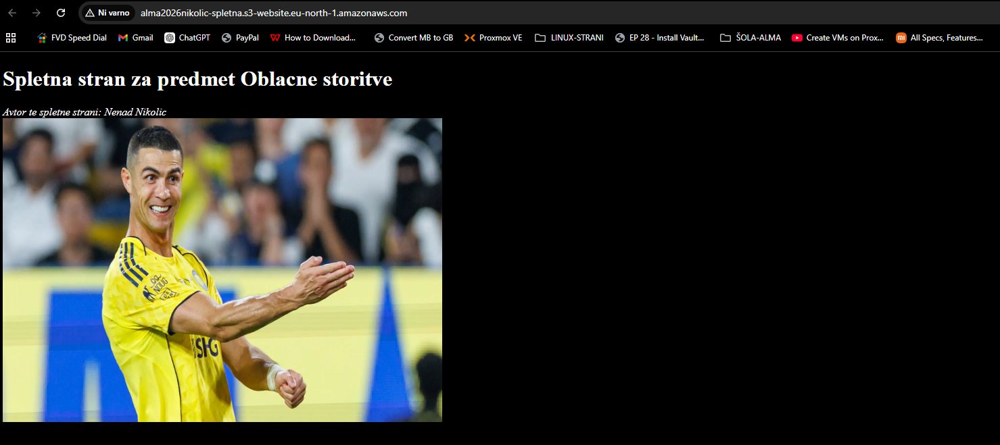 Ni varno alma2026nikolic-spletna.s3-website.eu-north-1.amazonaws.com
FVD Speed Dial Gmail ChatGPT PayPal How to Download... Convert MB to GB Proxmox VE LINUX-STRANI EP 28 - Install Vault... ŠOLA-ALMA Create VMs on Prox... All Specs, Features...
Spletna stran za predmet Oblacne storitve
Avtor te spletne strani: Nenad Nikolic